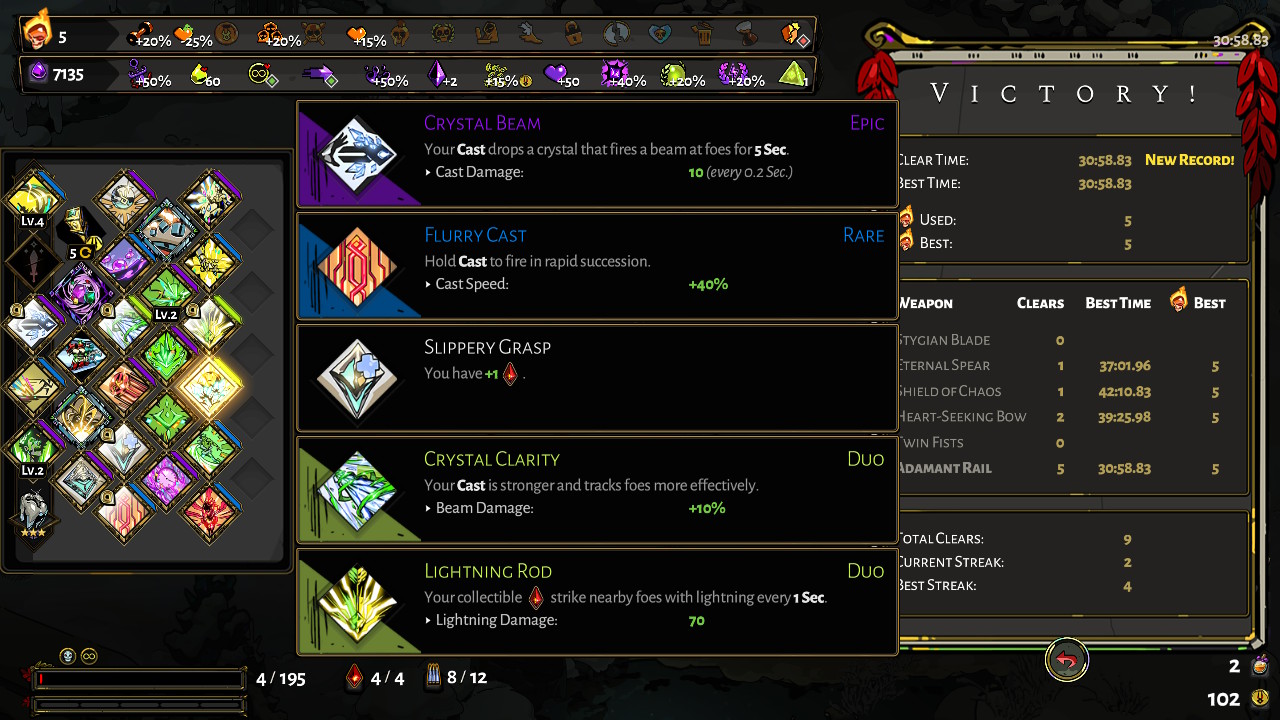 5
+20%
-25%
+20%
+15%
7135
+50%
60
+50%
+2
+15%
+50
+40%
+20%
+20%
1
30:58.83
VICTORY!
CLEAR TIME: 30:58.83 NEW RECORD!
BEST TIME: 30:58.83
USED: 5
BEST: 5
WEAPON CLEARS BEST TIME BEST
STYGIAN BLADE 0
ETERNAL SPEAR 1 37:01.96 5
SHIELD OF CHAOS 1 42:10.83 5
HEART-SEEKING BOW 2 39:25.98 5
TWIN FISTS 0
ADAMANT RAIL 5 30:58.83 5
TOTAL CLEARS: 9
CURRENT STREAK: 2
BEST STREAK: 4
CRYSTAL BEAM EPIC
Your Cast drops a crystal that fires a beam at foes for 5 Sec.
Cast Damage: 10 (every 0.2 Sec.)
FLURRY CAST RARE
Hold Cast to fire in rapid succession.
Cast Speed: +40%
SLIPPERY GRASP
You have +1 .
CRYSTAL CLARITY DUO
Your Cast is stronger and tracks foes more effectively.
Beam Damage: +10%
LIGHTNING ROD DUO
Your collectible strike nearby foes with lightning every 1 Sec.
Lightning Damage: 70
Lv.4
5
Lv.2
Lv.2
4 / 195
4 / 4
8 / 12
2
102